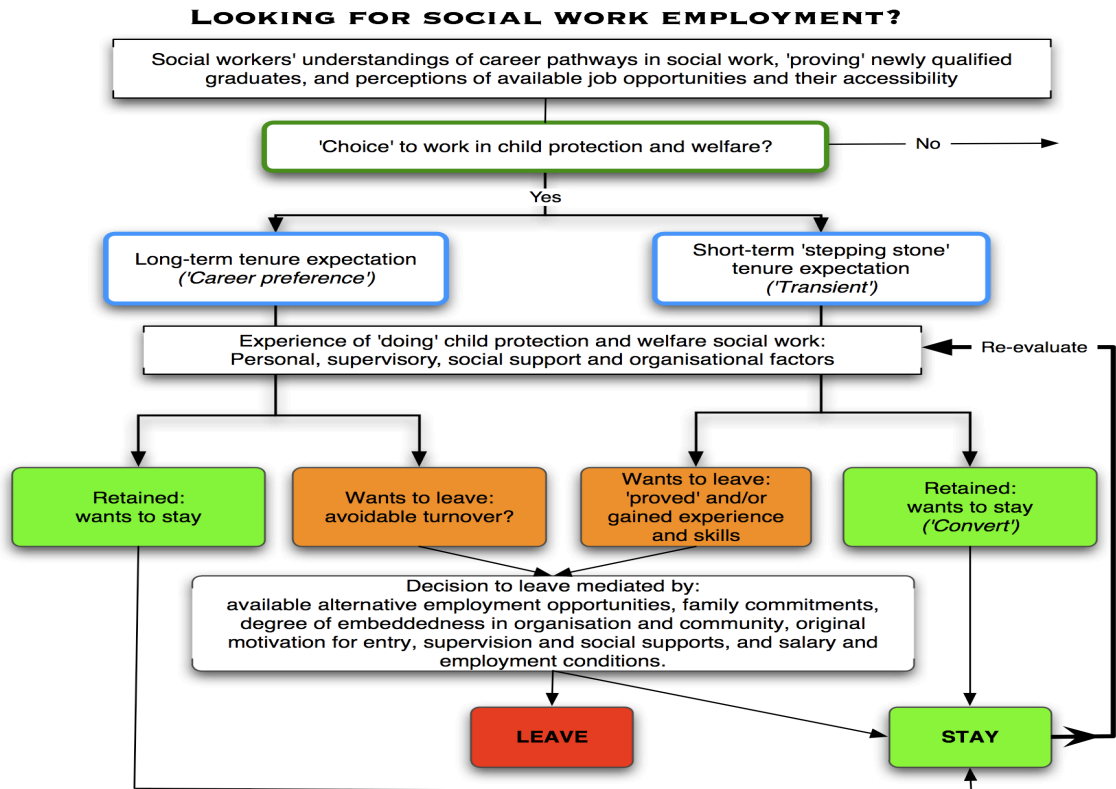 LOOKING FOR SOCIAL WORK EMPLOYMENT?
Social workers' understandings of career pathways in social work, 'proving' newly qualified
graduates, and perceptions of available job opportunities and their accessibility
'Choice' to work in child protection and welfare?
No
Yes
Long-term tenure expectation
('Career preference')
Short-term 'stepping stone'
tenure expectation
('Transient')
Experience of 'doing' child protection and welfare social work:
Personal, supervisory, social support and organisational factors
Re-evaluate
Retained:
wants to stay
Wants to leave:
avoidable turnover?
Wants to leave:
'proved' and/or
gained experience
and skills
Retained:
wants to stay
('Convert')
Decision to leave mediated by:
available alternative employment opportunities, family commitments,
degree of embeddedness in organisation and community, original
motivation for entry, supervision and social supports, and salary and
employment conditions.
LEAVE
STAY